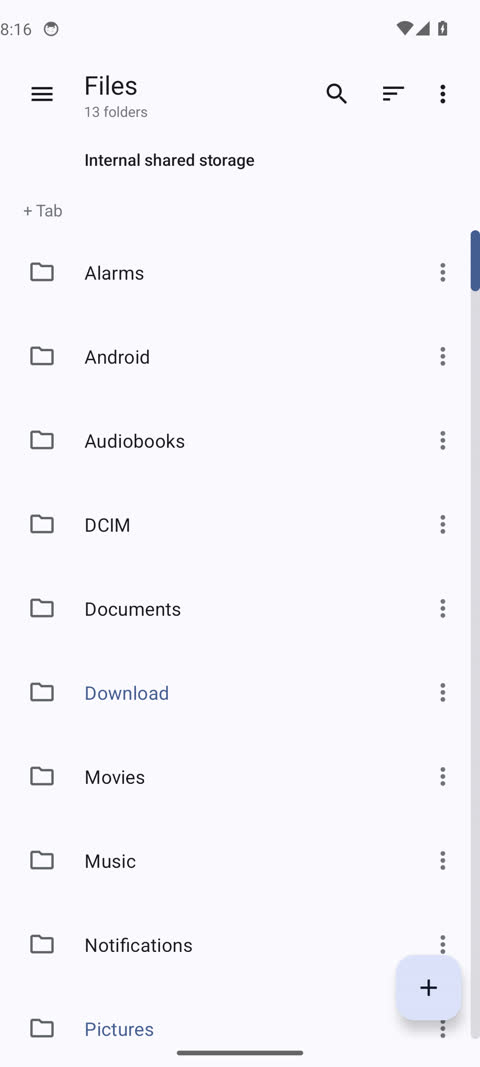 8:16
Files
13 folders
Internal shared storage
+ Tab
Alarms
Android
Audiobooks
DCIM
Documents
Download
Movies
Music
Notifications
Pictures